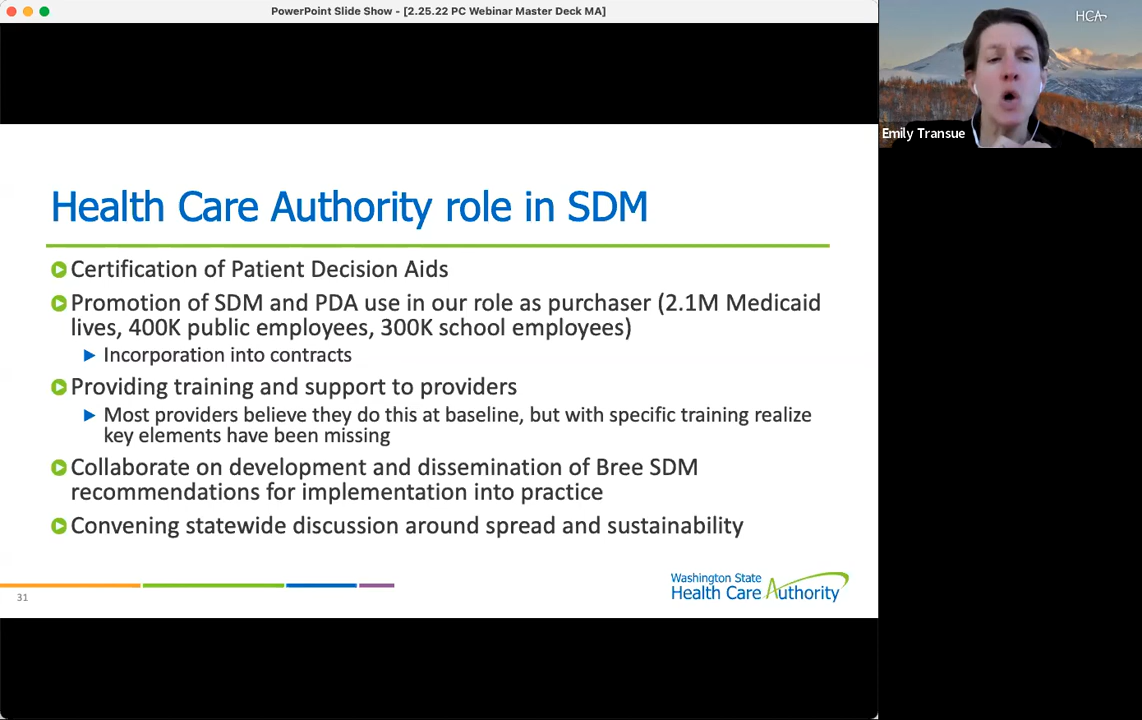 PowerPoint Slide Show - [2.25.22 PC Webinar Master Deck MA]
HCA
Emily Transue
Health Care Authority role in SDM
Certification of Patient Decision Aids
Promotion of SDM and PDA use in our role as purchaser (2.1M Medicaid
lives, 400K public employees, 300K school employees)
Incorporation into contracts
Providing training and support to providers
Most providers believe they do this at baseline, but with specific training realize
key elements have been missing
Collaborate on development and dissemination of Bree SDM
recommendations for implementation into practice
Convening statewide discussion around spread and sustainability
31
Washington State
Health Care Authority